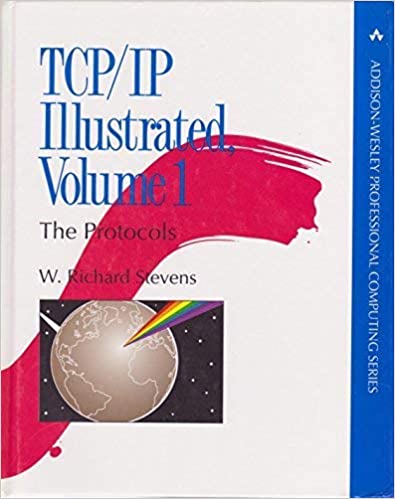 TCP/IP
Illustrated,
Volume 1
The Protocols
W. Richard Stevens
ADDISON-WESLEY PROFESSIONAL COMPUTING SERIES